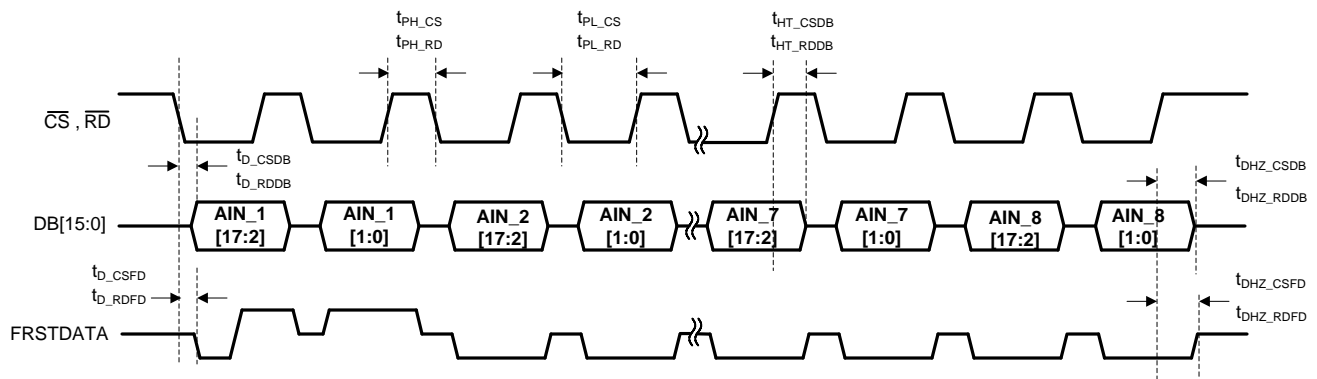 tPH_CS
tPH_RD
tPL_CS
tPL_RD
tHT_CSDB
tHT_RDDB
CS , RD
tD_CSDB
tD_RDDB
tDHZ_CSDB
tDHZ_RDDB
DB[15:0]
AIN_1
[17:2]
AIN_1
[1:0]
AIN_2
[17:2]
AIN_2
[1:0]
AIN_7
[17:2]
AIN_7
[1:0]
AIN_8
[17:2]
AIN_8
[1:0]
tD_CSFD
tD_RDFD
tDHZ_CSFD
tDHZ_RDFD
FRSTDATA